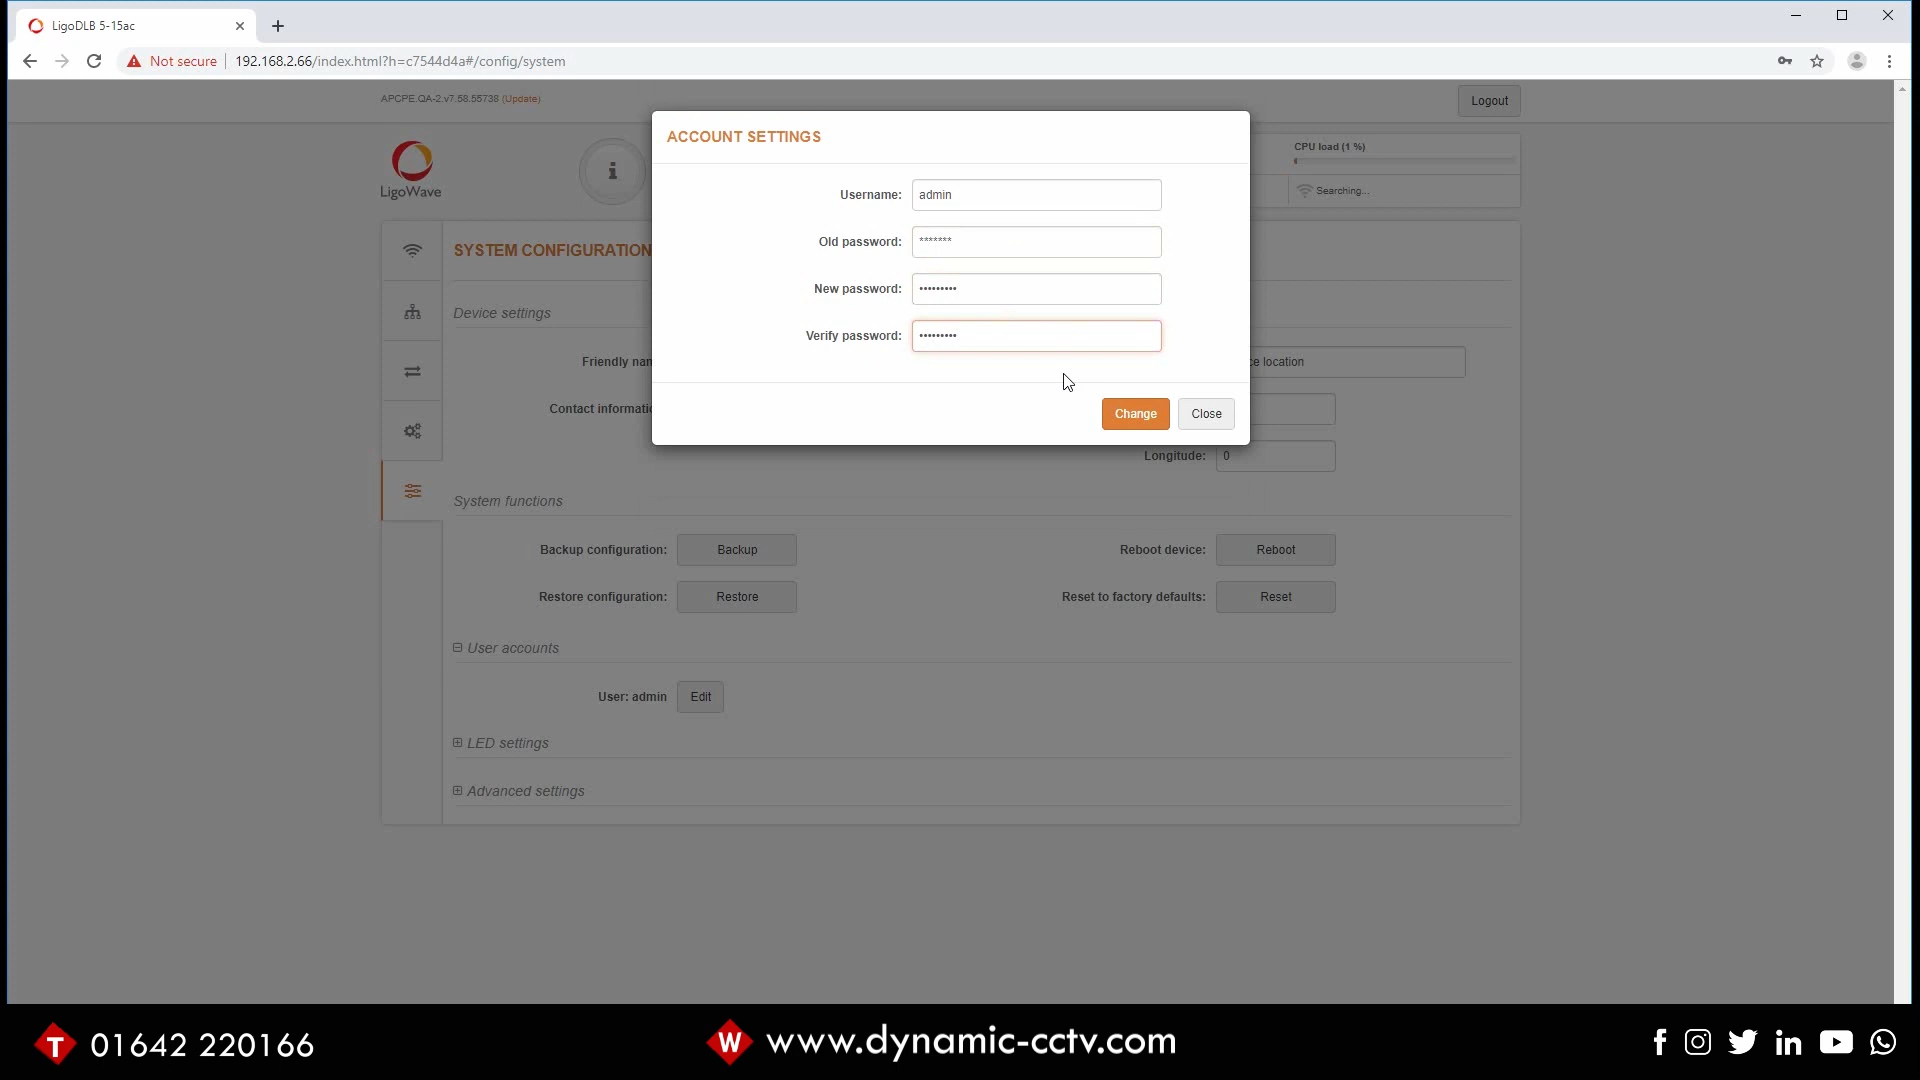 LigoDLB 5-15ac
Not secure 192.168.2.66/index.html?h=c7544d4a#/config/system
APCPE.QA-2.v7.58.55738 (Update)
Logout
ACCOUNT SETTINGS
CPU load (1 %)
Searching...
LigoWave
i
Username: admin
Old password: *******
New password: •••••••••
Verify password: •••••••••
Change Close
SYSTEM CONFIGURATION
Device settings
Friendly nam
ce location
Contact informatio
Longitude: 0
System functions
Backup configuration: Backup
Reboot device: Reboot
Restore configuration: Restore
Reset to factory defaults: Reset
User accounts
User: admin Edit
LED settings
Advanced settings
T 01642 220166
W www.dynamic-cctv.com